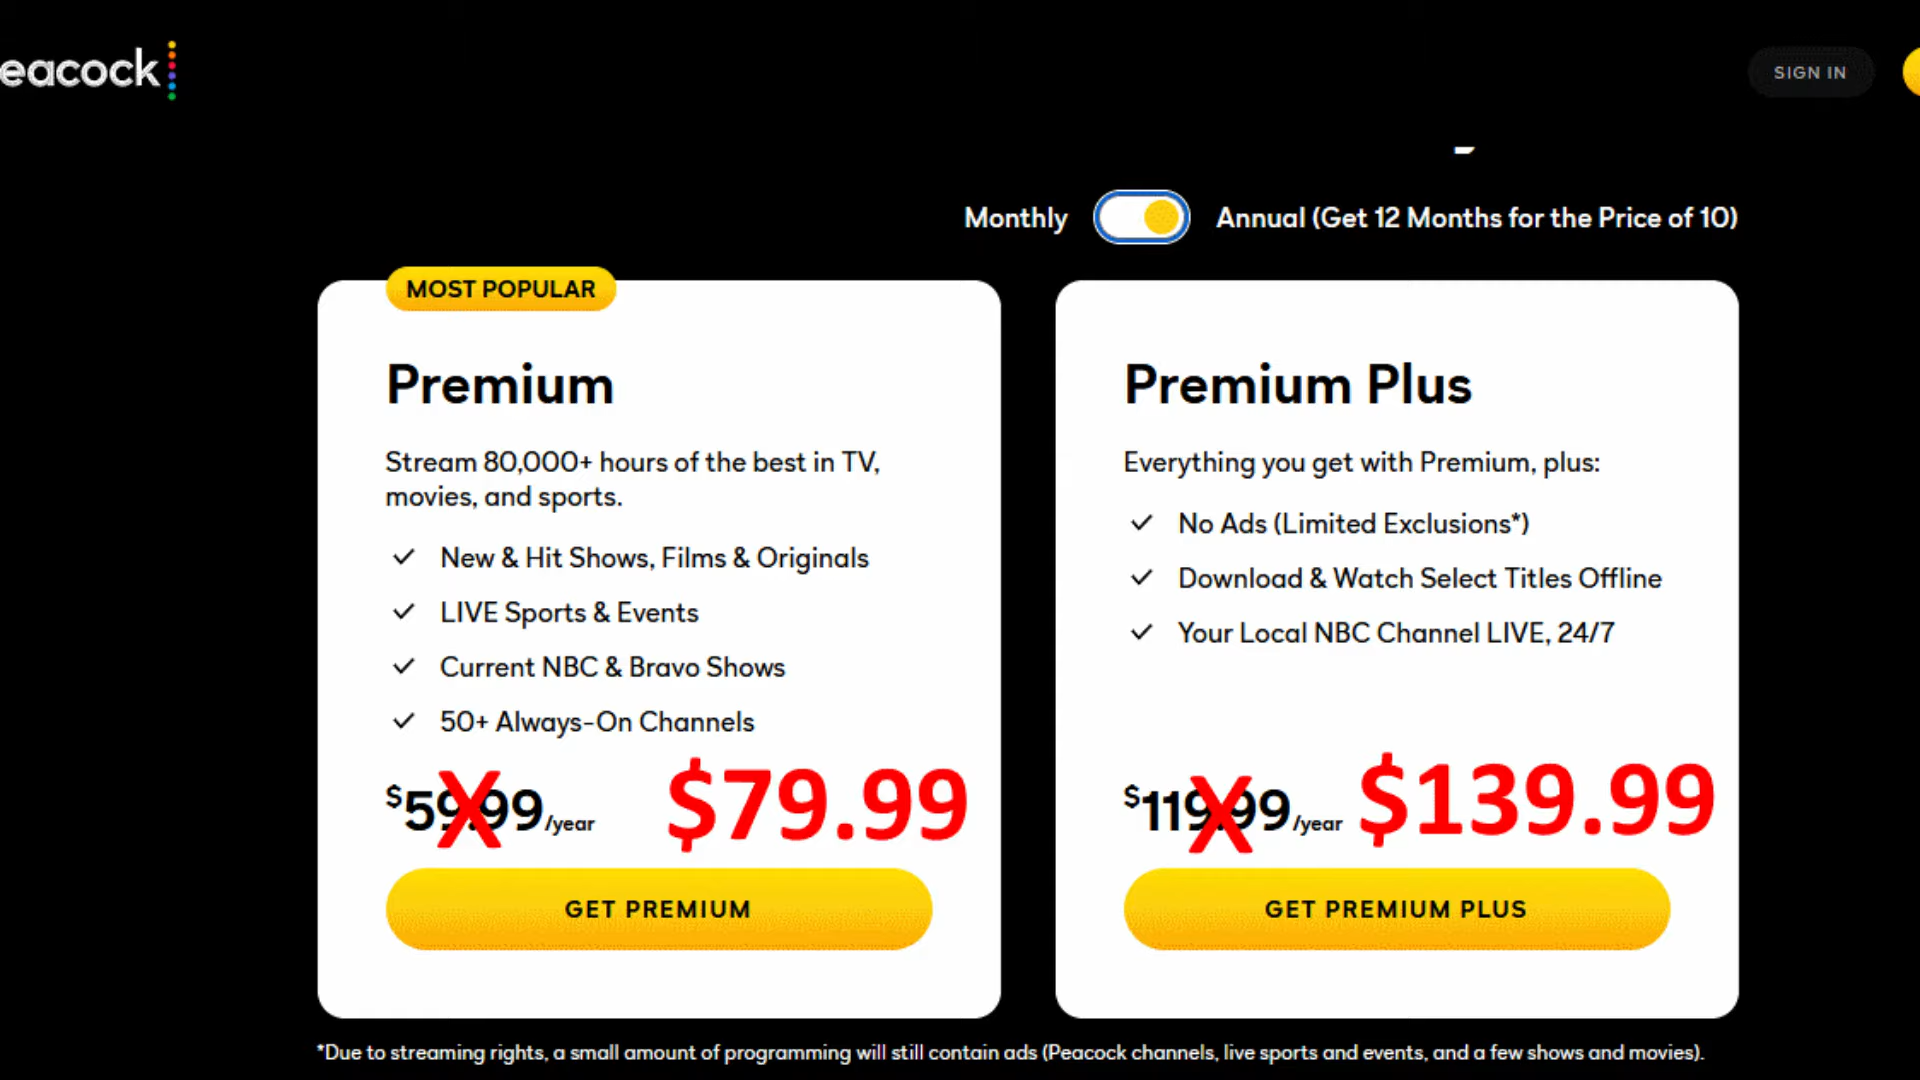 eacock
SIGN IN
Monthly
Annual (Get 12 Months for the Price of 10)
MOST POPULAR
Premium
Stream 80,000+ hours of the best in TV,
movies, and sports.
New & Hit Shows, Films & Originals
LIVE Sports & Events
Current NBC & Bravo Shows
50+ Always-On Channels
$59.99/year X $79.99
GET PREMIUM
Premium Plus
Everything you get with Premium, plus:
No Ads (Limited Exclusions*)
Download & Watch Select Titles Offline
Your Local NBC Channel LIVE, 24/7
$119.99/year X $139.99
GET PREMIUM PLUS
*Due to streaming rights, a small amount of programming will still contain ads (Peacock channels, live sports and events, and a few shows and movies).